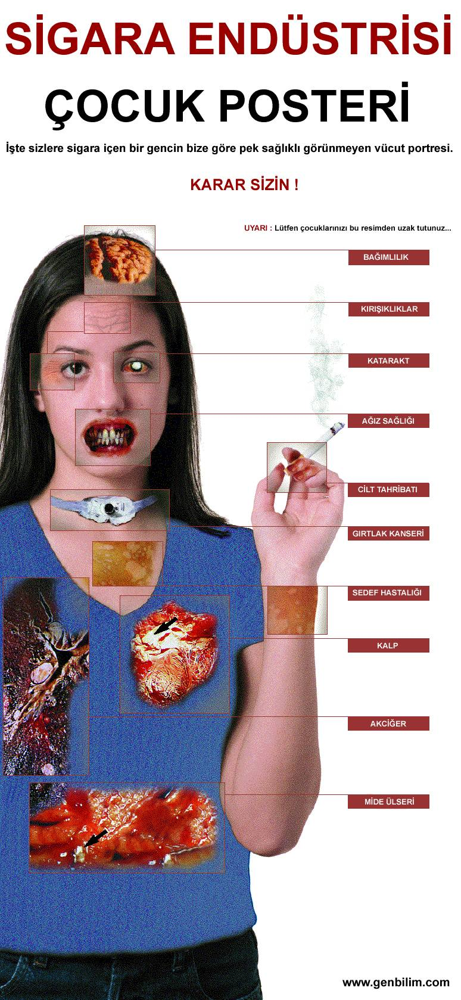 SİGARA ENDÜSTRİSİ
ÇOCUK POSTERİ
İşte sizlere sigara içen bir gencin bize göre pek sağlıklı görünmeyen vücut portresi.
KARAR SİZİN !
UYARI : Lütfen çocuklarınızı bu resimden uzak tutunuz...
BAĞIMLILIK
KIRIŞIKLIKLAR
KATARAKT
AĞIZ SAĞLIĞI
CİLT TAHRİBATI
GIRTLAK KANSERİ
SEDEF HASTALIĞI
KALP
AKCİĞER
MİDE ÜLSERİ
www.genbilim.com